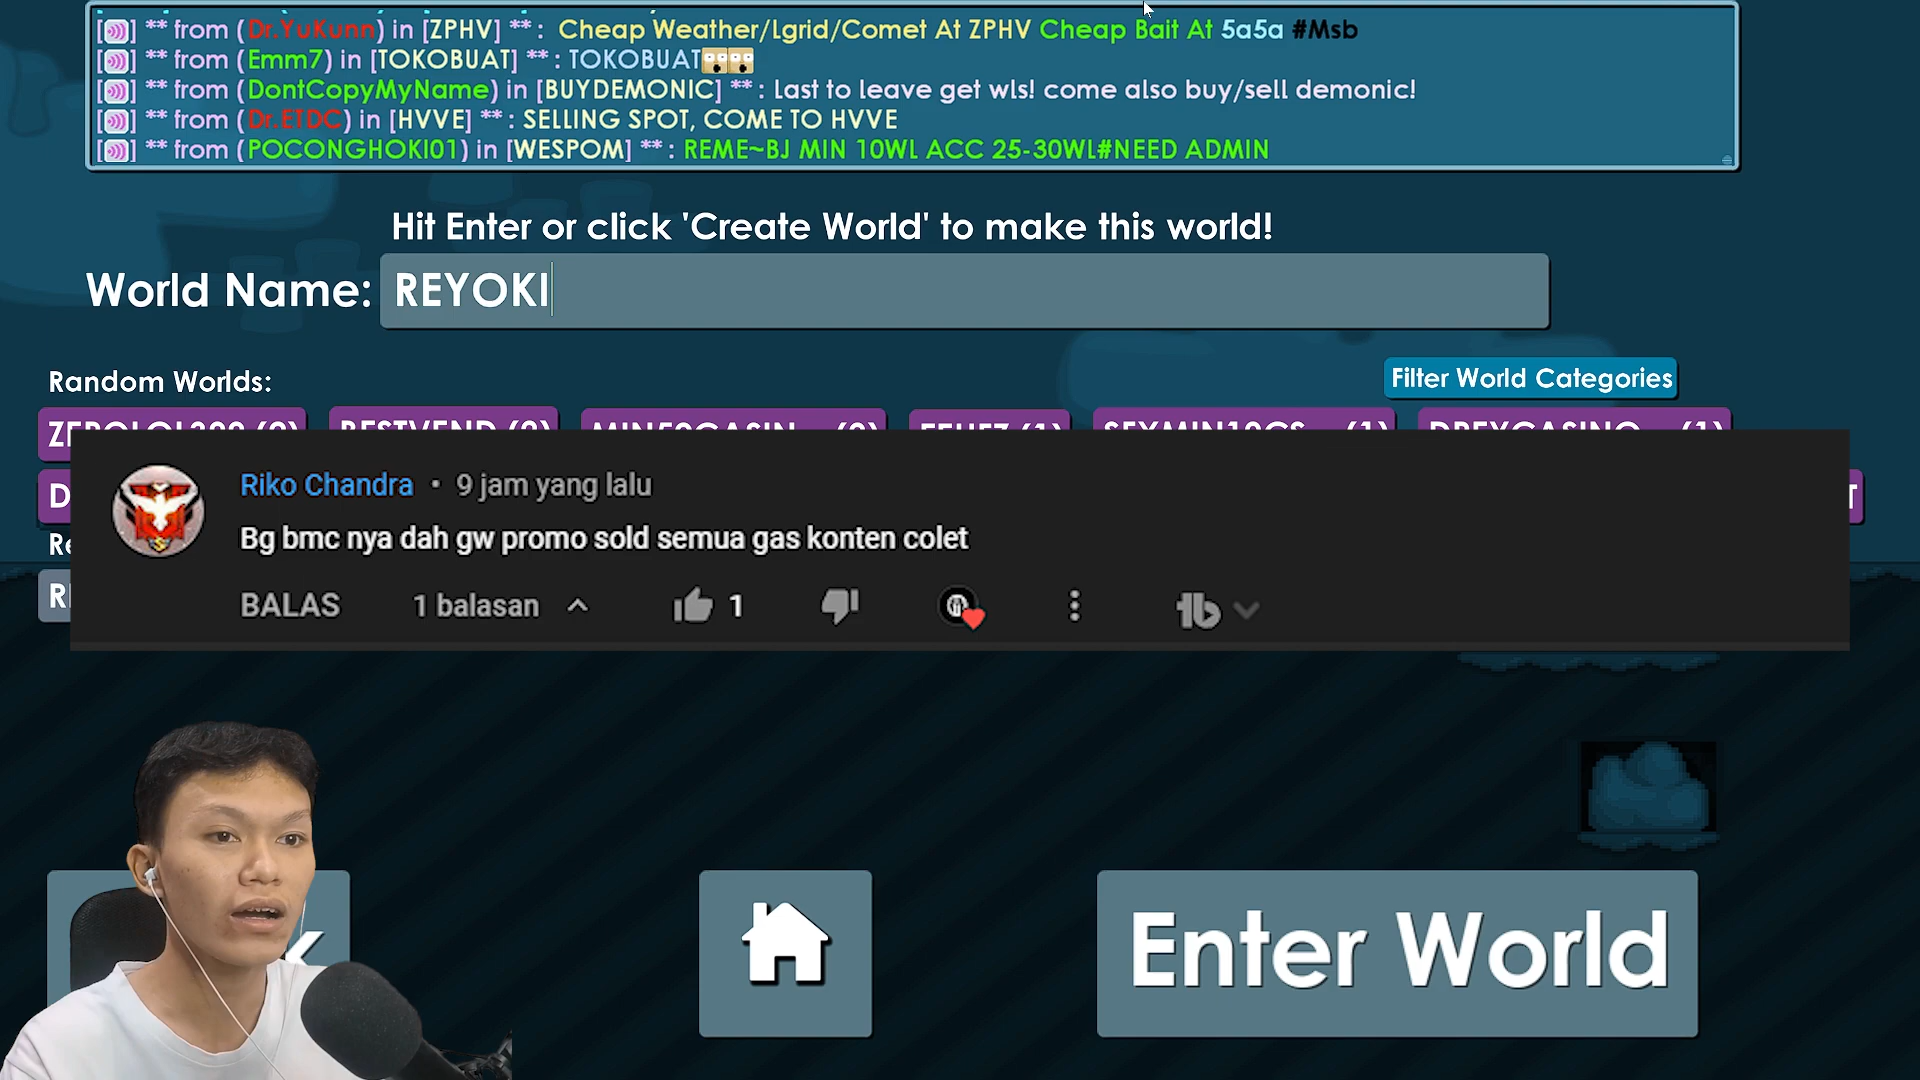 ** from (Dr.YuKunn) in [ZPHV] ** : Cheap Weather/Lgrid/Comet At ZPHV Cheap Bait At 5a5a #Msb
** from (Emm7) in [TOKOBUAT] ** : TOKOBUAT
** from (DontCopyMyName) in [BUYDEMONIC] ** : Last to leave get wls! come also buy/sell demonic!
** from (Dr.ETDC) in [HVVE] ** : SELLING SPOT, COME TO HVVE
** from (POCONGHOKI01) in [WESPOM] ** : REME~BJ MIN 10WL ACC 25-30WL#NEED ADMIN
Hit Enter or click 'Create World' to make this world!
World Name: REYOKI
Random Worlds:
Filter World Categories
BESTVEND (2)
Riko Chandra • 9 jam yang lalu
Bg bmc nya dah gw promo sold semua gas konten colet
BALAS 1 balasan 1
Enter World